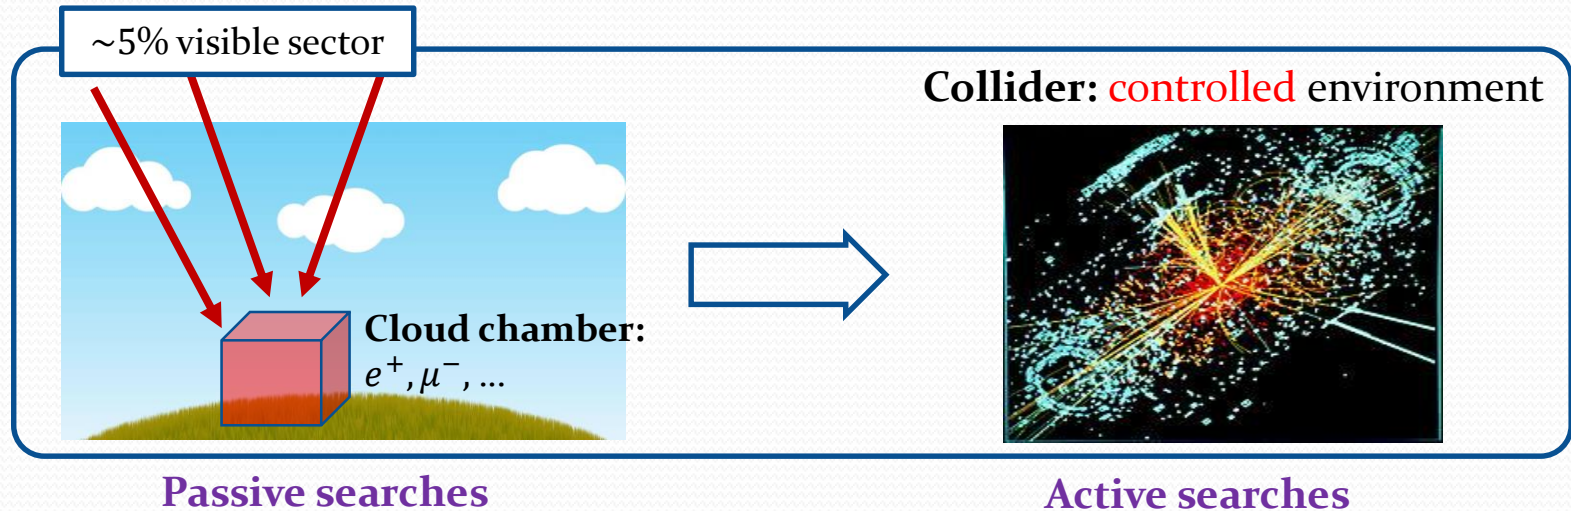 ~5% visible sector
Collider: controlled environment
Cloud chamber:
e⁺, μ⁻, ...
Passive searches
Active searches